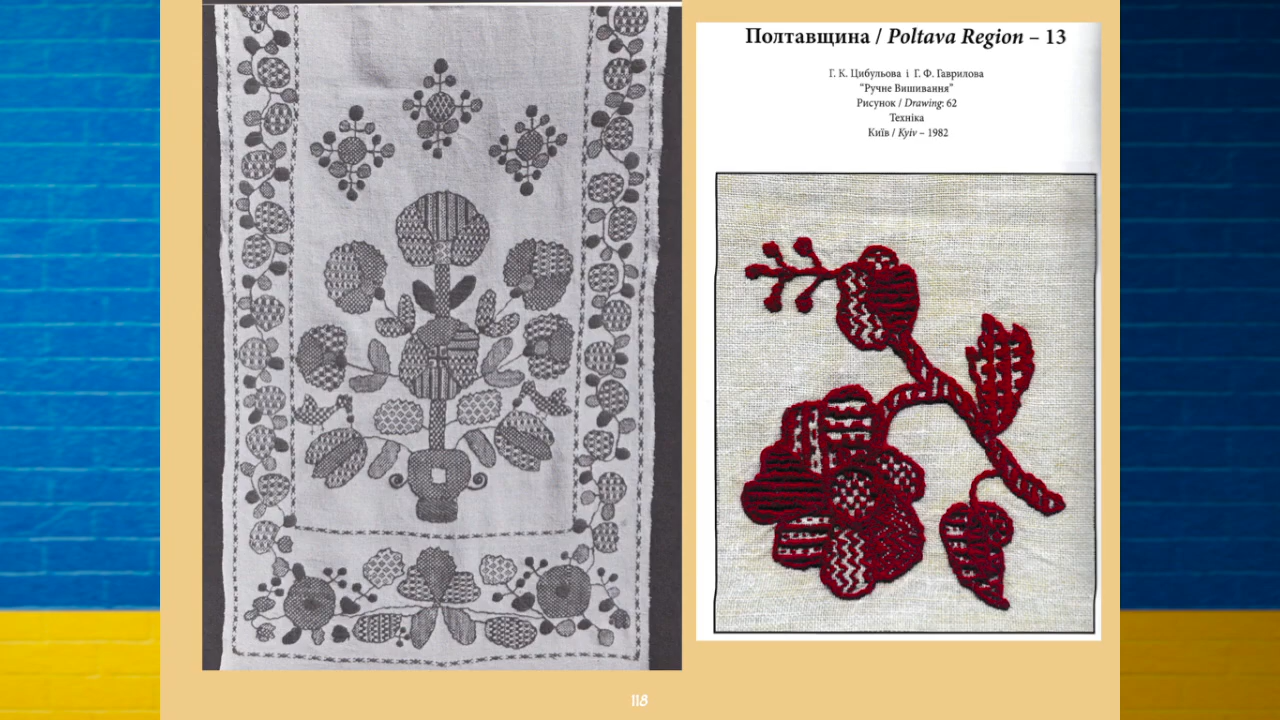 Полтавщина / Poltava Region – 13
Г. К. Цибульова і Г. Ф. Гаврилова
“Ручне Вишивання”
Рисунок / Drawing: 62
Техніка
Київ / Kyiv – 1982
118